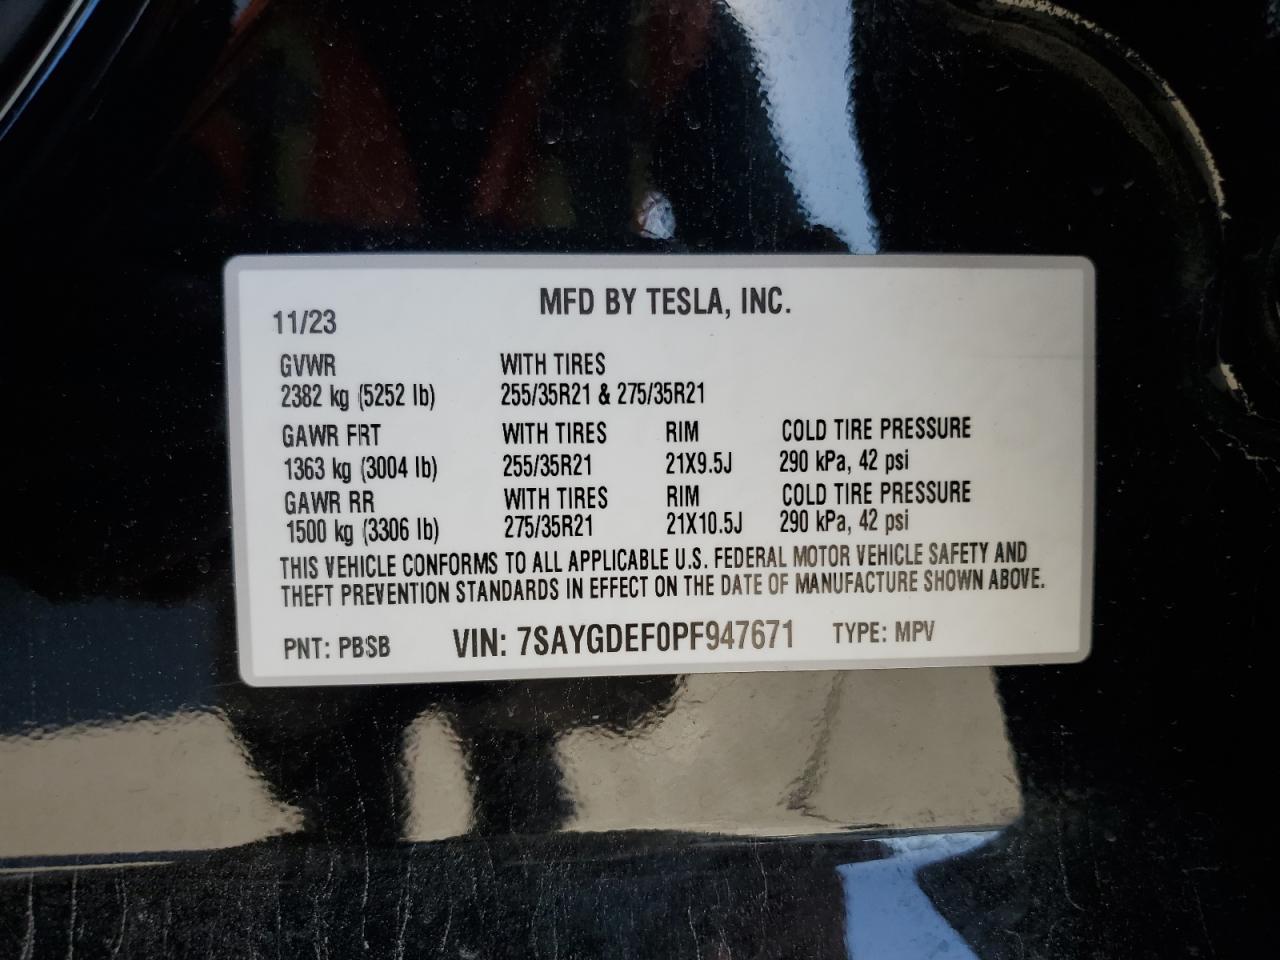 MFD BY TESLA, INC.
11/23
GVWR WITH TIRES
2382 kg (5252 lb) 255/35R21 & 275/35R21
GAWR FRT WITH TIRES RIM COLD TIRE PRESSURE
1363 kg (3004 lb) 255/35R21 21X9.5J 290 kPa, 42 psi
GAWR RR WITH TIRES RIM COLD TIRE PRESSURE
1500 kg (3306 lb) 275/35R21 21X10.5J 290 kPa, 42 psi
THIS VEHICLE CONFORMS TO ALL APPLICABLE U.S. FEDERAL MOTOR VEHICLE SAFETY AND
THEFT PREVENTION STANDARDS IN EFFECT ON THE DATE OF MANUFACTURE SHOWN ABOVE.
PNT: PBSB VIN: 7SAYGDEF0PF947671 TYPE: MPV